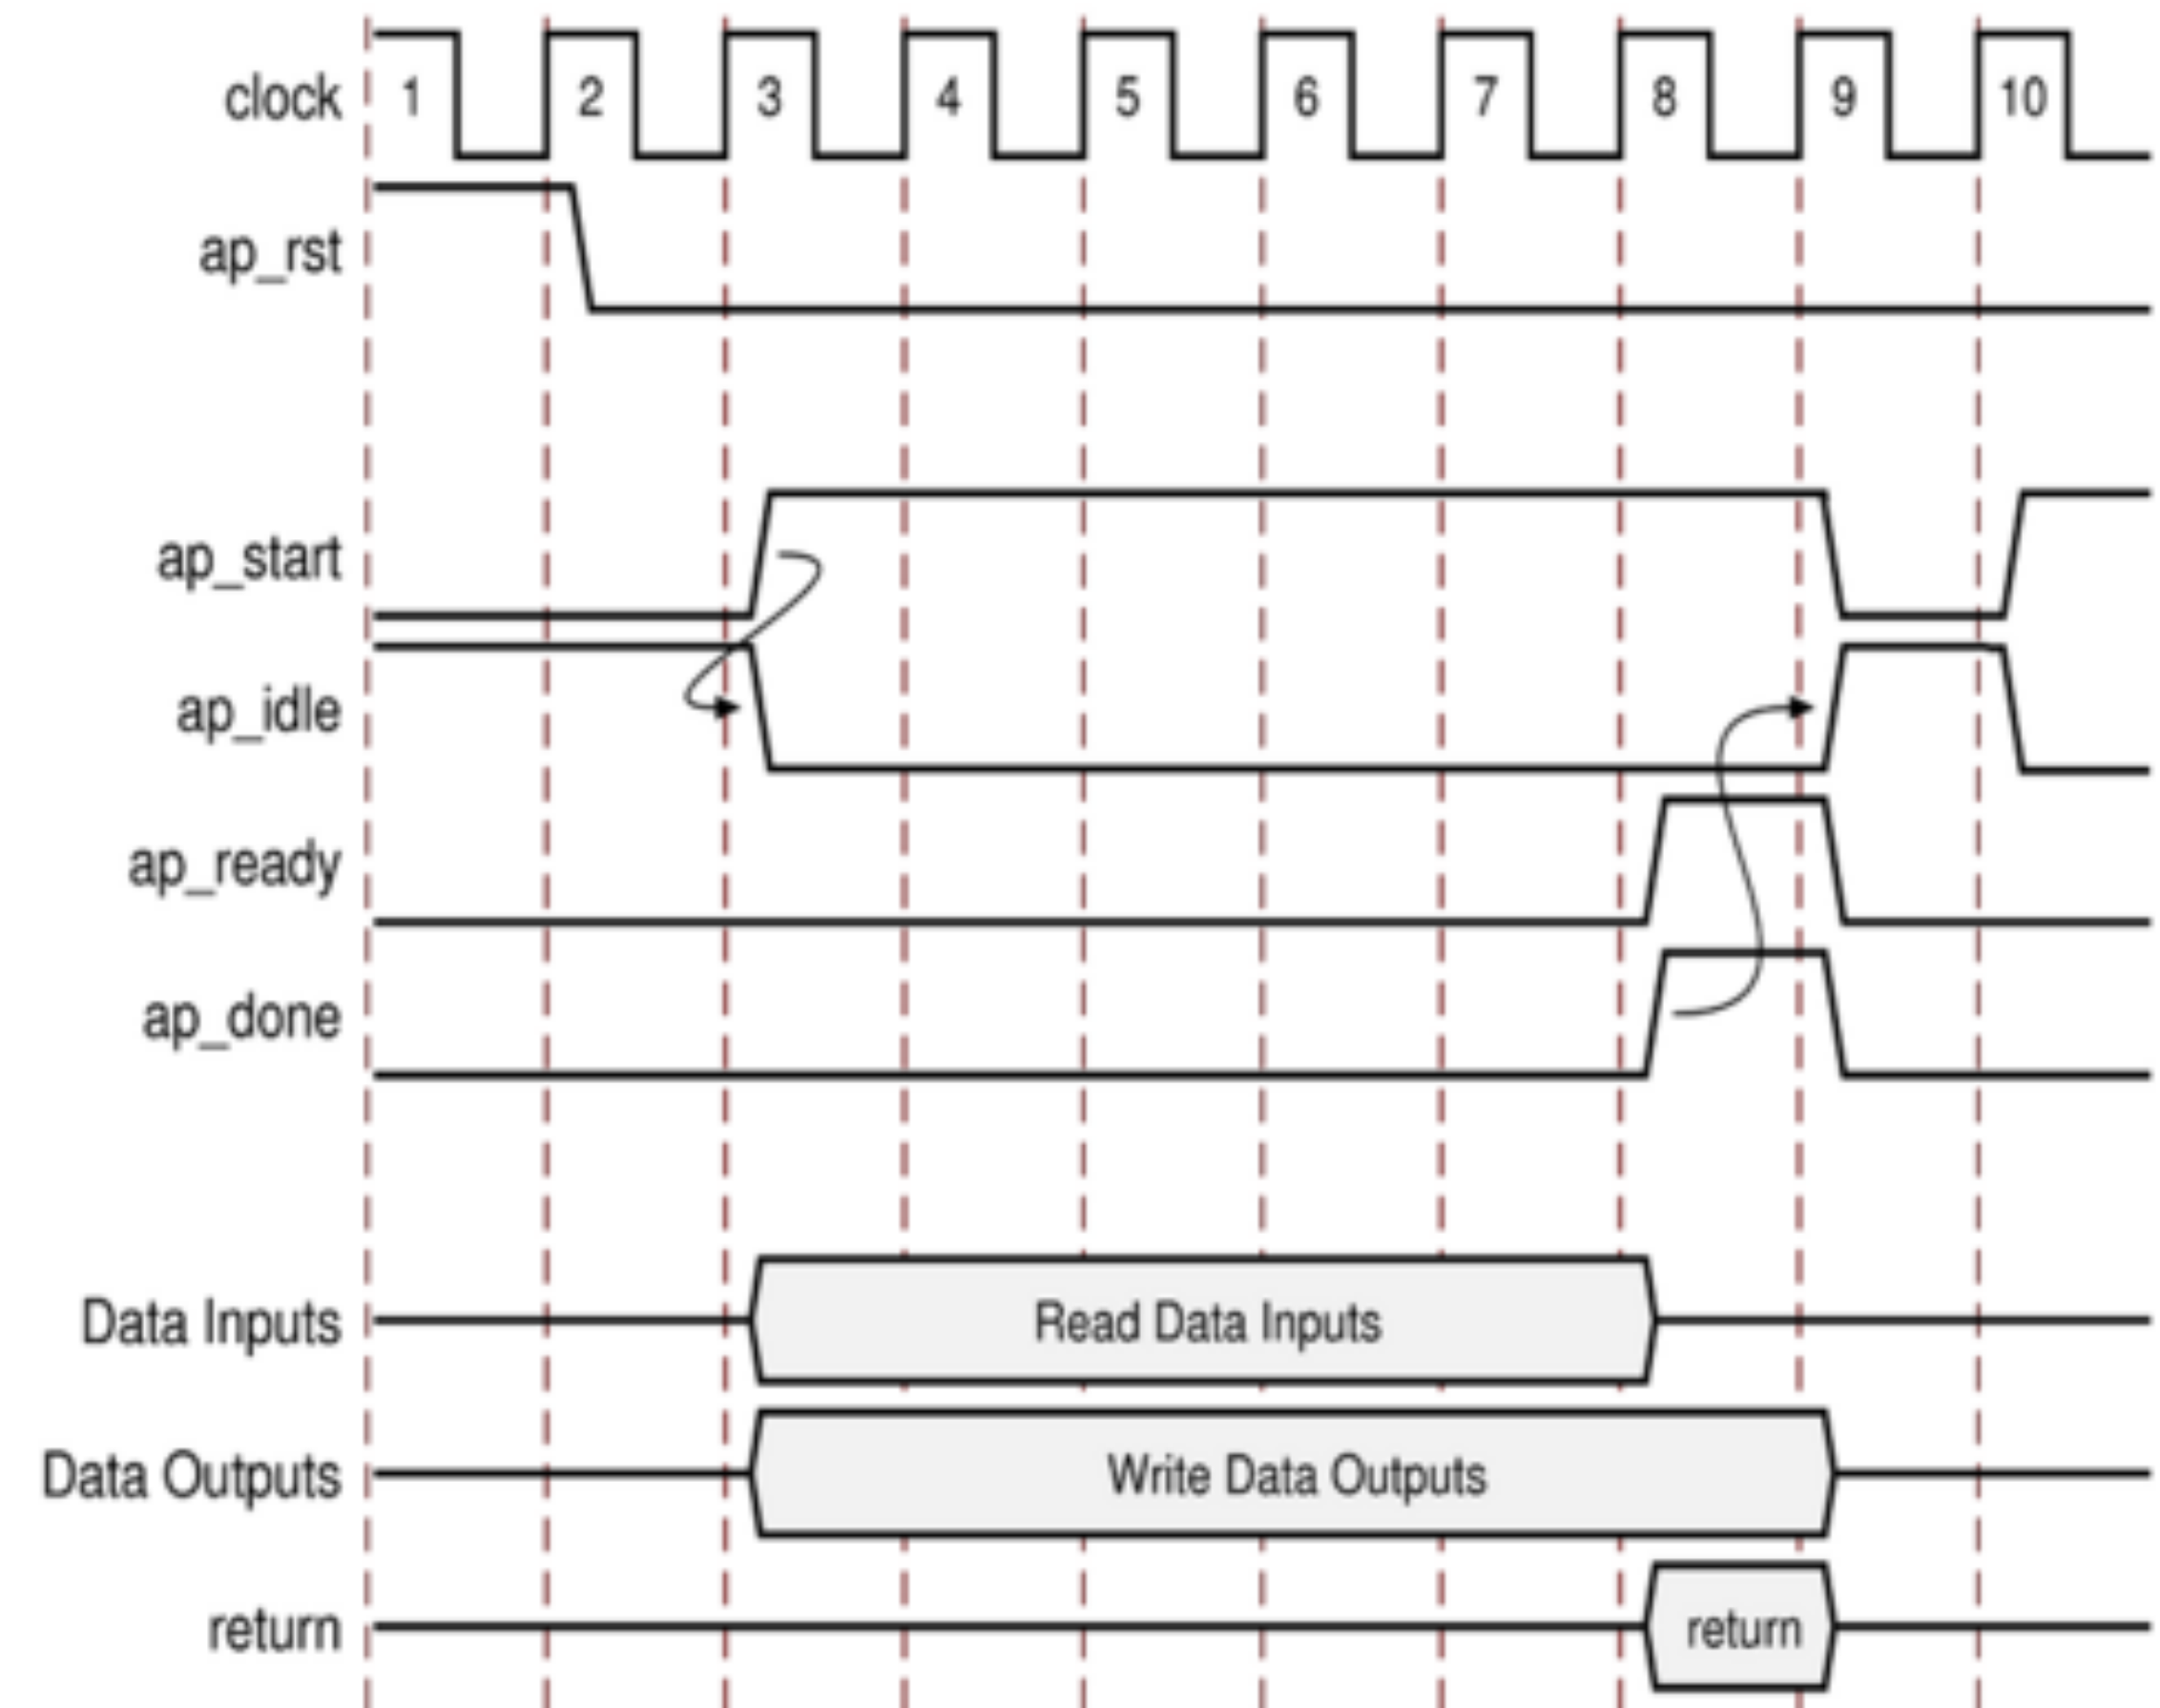 clock 1 2 3 4 5 6 7 8 9 10
ap_rst
ap_start
ap_idle
ap_ready
ap_done
Data Inputs Read Data Inputs
Data Outputs Write Data Outputs
return return